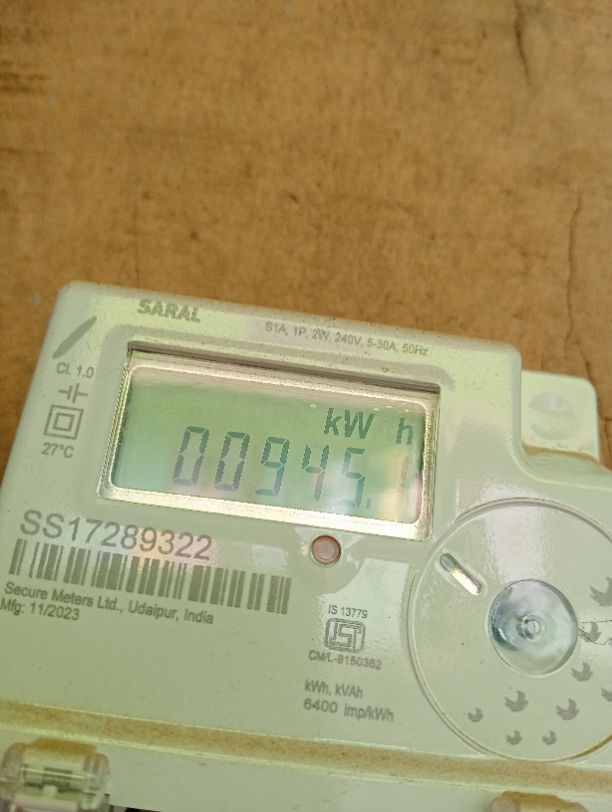 SARAL
S1A, 1P, 2W, 240V, 5-30A, 50Hz
Cl. 1.0
27°C
kW h
00945.1
SS17289322
Secure Meters Ltd., Udaipur, India
Mfg: 11/2023
IS 13779
CM/L-8150382
kWh, kVAh
6400 imp/kWh